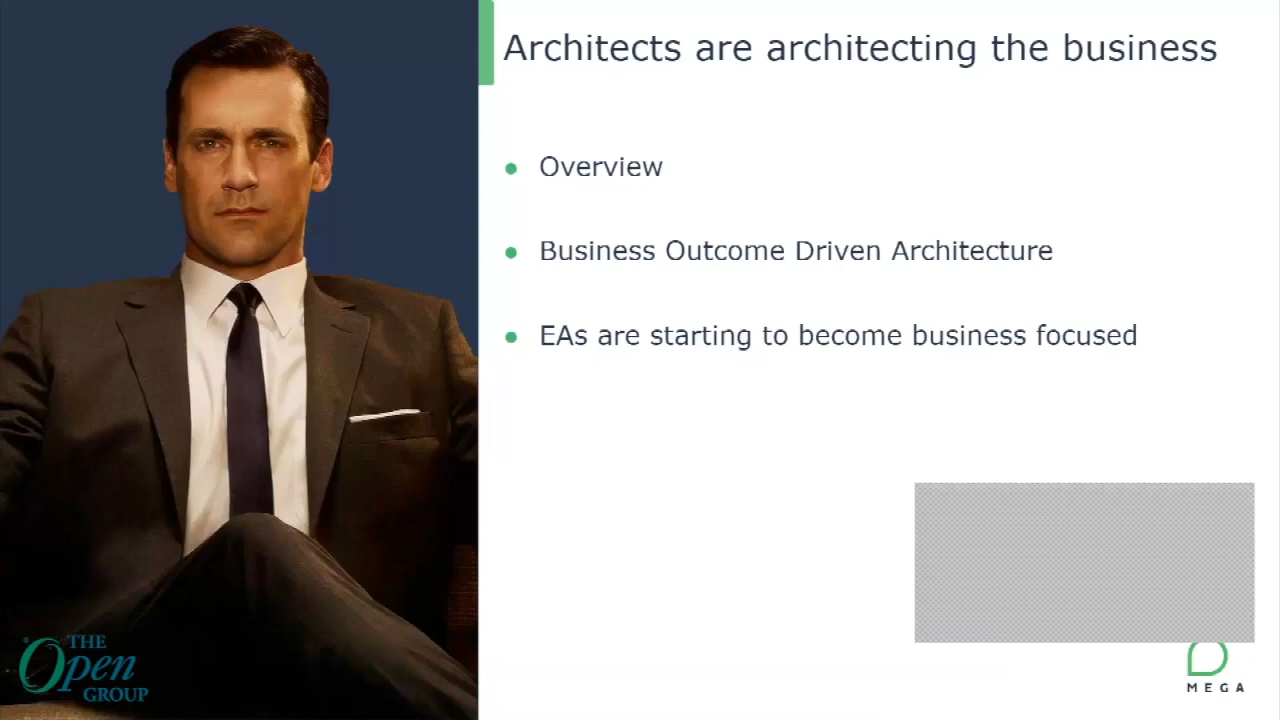 Architects are architecting the business
Overview
Business Outcome Driven Architecture
EAs are starting to become business focused
THE
Open
GROUP
MEGA